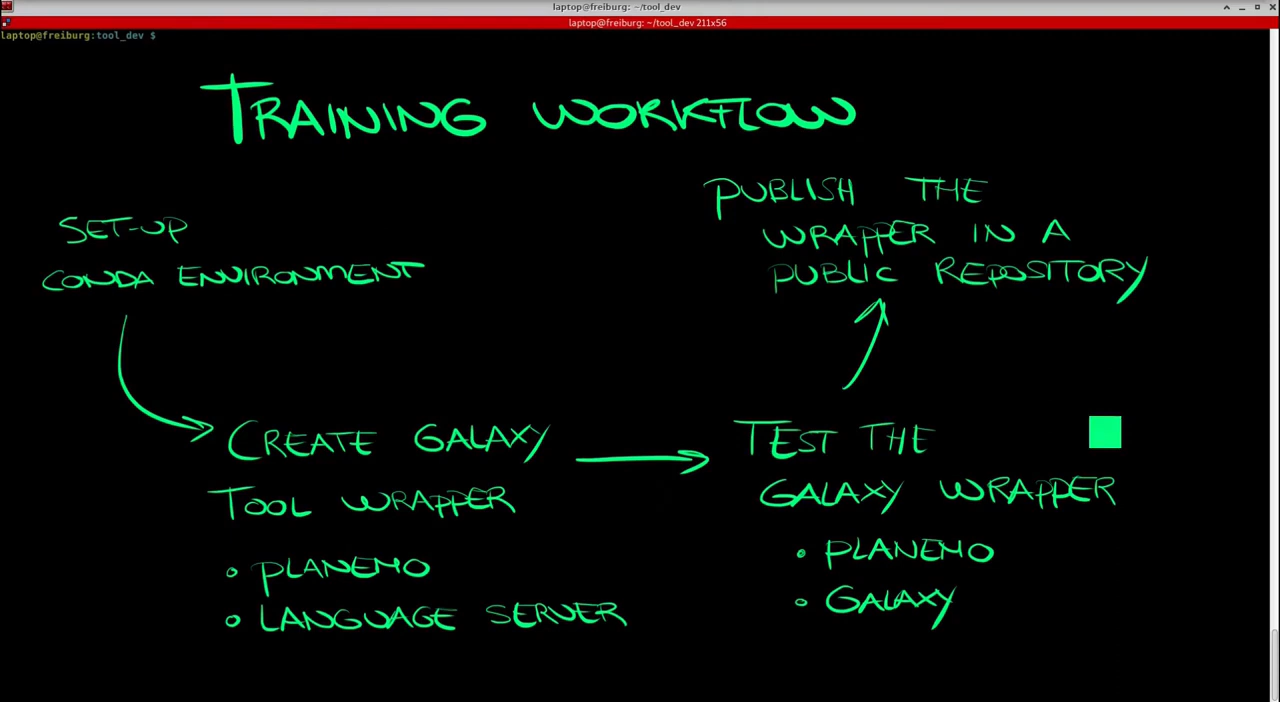 laptop@freiburg: ~/tool_dev
laptop@freiburg: ~/tool_dev 211x56
laptop@freiburg:tool_dev $
TRAINING WORKFLOW
SET-UP
CONDA ENVIRONMENT
PUBLISH THE
WRAPPER IN A
PUBLIC REPOSITORY
CREATE GALAXY
TOOL WRAPPER
• PLANEMO
• LANGUAGE SERVER
TEST THE
GALAXY WRAPPER
• PLANEMO
• GALAXY